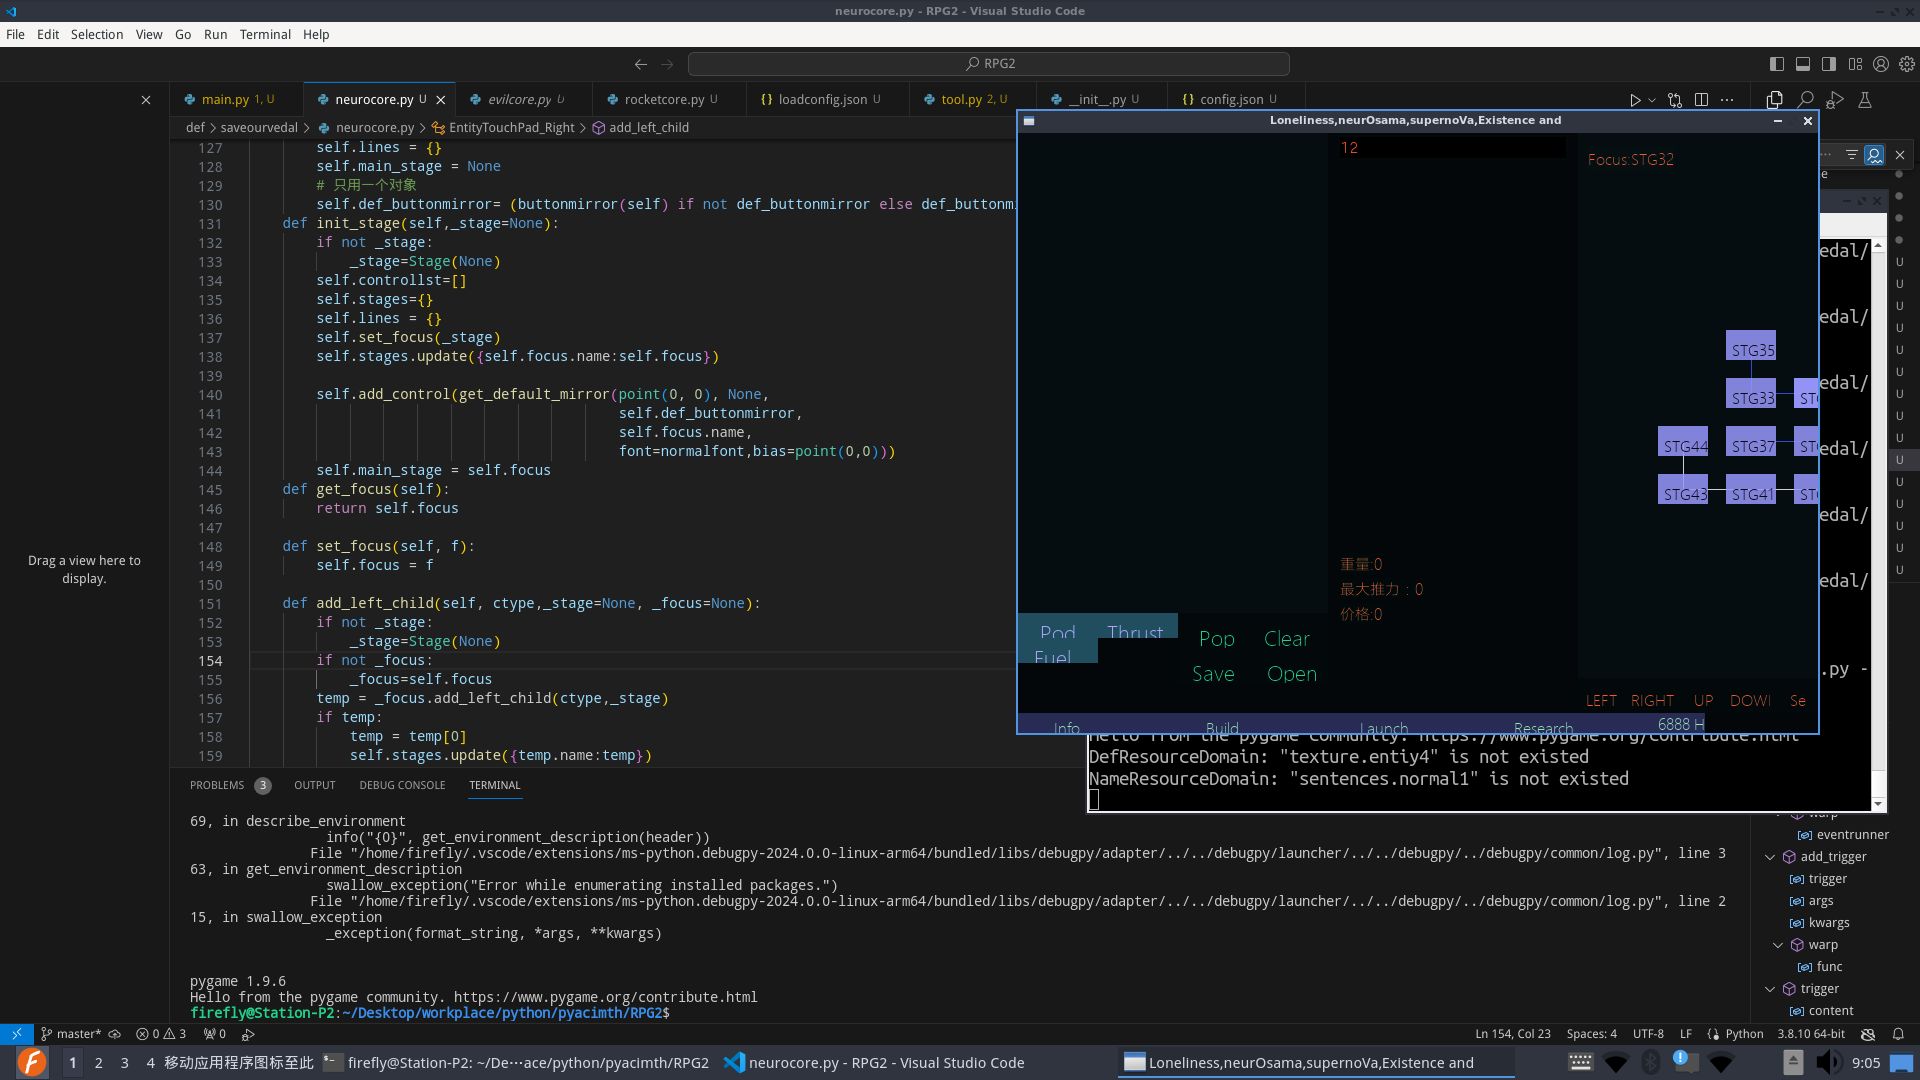 neurocore.py - RPG2 - Visual Studio Code
File Edit Selection View Go Run Terminal Help
RPG2
main.py 1, U
neurocore.py U
evilcore.py U
rocketcore.py U
loadconfig.json U
tool.py 2, U
__init__.py U
config.json U
def > saveourvedal > neurocore.py > EntityTouchPad_Right > add_left_child
Drag a view here to display.
127 self.lines = {}
128 self.main_stage = None
129 # 只用一个对象
130 self.def_buttonmirror= (buttonmirror(self) if not def_buttonmirror else def_buttonm
131 def init_stage(self,_stage=None):
132 if not _stage:
133 _stage=Stage(None)
134 self.controllst=[]
135 self.stages={}
136 self.lines = {}
137 self.set_focus(_stage)
138 self.stages.update({self.focus.name:self.focus})
139
140 self.add_control(get_default_mirror(point(0, 0), None,
141 self.def_buttonmirror,
142 self.focus.name,
143 font=normalfont,bias=point(0,0)))
144 self.main_stage = self.focus
145 def get_focus(self):
146 return self.focus
147
148 def set_focus(self, f):
149 self.focus = f
150
151 def add_left_child(self, ctype,_stage=None, _focus=None):
152 if not _stage:
153 _stage=Stage(None)
154 if not _focus:
155 _focus=self.focus
156 temp = _focus.add_left_child(ctype,_stage)
157 if temp:
158 temp = temp[0]
159 self.stages.update({temp.name:temp})
Loneliness,neurOsama,supernoVa,Existence and
12
Focus:STG32
STG35
STG33
STG44
STG37
STG43
STG41
重量:0
最大推力：0
价格:0
Pod Thrust
Fuel
Pop Clear
Save Open
LEFT RIGHT UP DOWI Se
Info Build Launch Research 6888 H
edal/
edal/
edal/
edal/
edal/
edal/
.py -
Hello from the pygame community. https://www.pygame.org/contribute.html
DefResourceDomain: "texture.entiy4" is not existed
NameResourceDomain: "sentences.normal1" is not existed
PROBLEMS 3 OUTPUT DEBUG CONSOLE TERMINAL
69, in describe_environment
info("{0}", get_environment_description(header))
File "/home/firefly/.vscode/extensions/ms-python.debugpy-2024.0.0-linux-arm64/bundled/libs/debugpy/adapter/../../debugpy/launcher/../../debugpy/../debugpy/common/log.py", line 3
63, in get_environment_description
swallow_exception("Error while enumerating installed packages.")
File "/home/firefly/.vscode/extensions/ms-python.debugpy-2024.0.0-linux-arm64/bundled/libs/debugpy/adapter/../../debugpy/launcher/../../debugpy/../debugpy/common/log.py", line 2
15, in swallow_exception
_exception(format_string, *args, **kwargs)
pygame 1.9.6
Hello from the pygame community. https://www.pygame.org/contribute.html
firefly@Station-P2:~/Desktop/workplace/python/pyacimth/RPG2$
warp
eventrunner
add_trigger
trigger
args
kwargs
warp
func
trigger
content
master* 0 3 0
Ln 154, Col 23 Spaces: 4 UTF-8 LF Python 3.8.10 64-bit
1 2 3 4 移动应用程序图标至此 firefly@Station-P2: ~/De···ace/python/pyacimth/RPG2 neurocore.py - RPG2 - Visual Studio Code Loneliness,neurOsama,supernoVa,Existence and 9:05